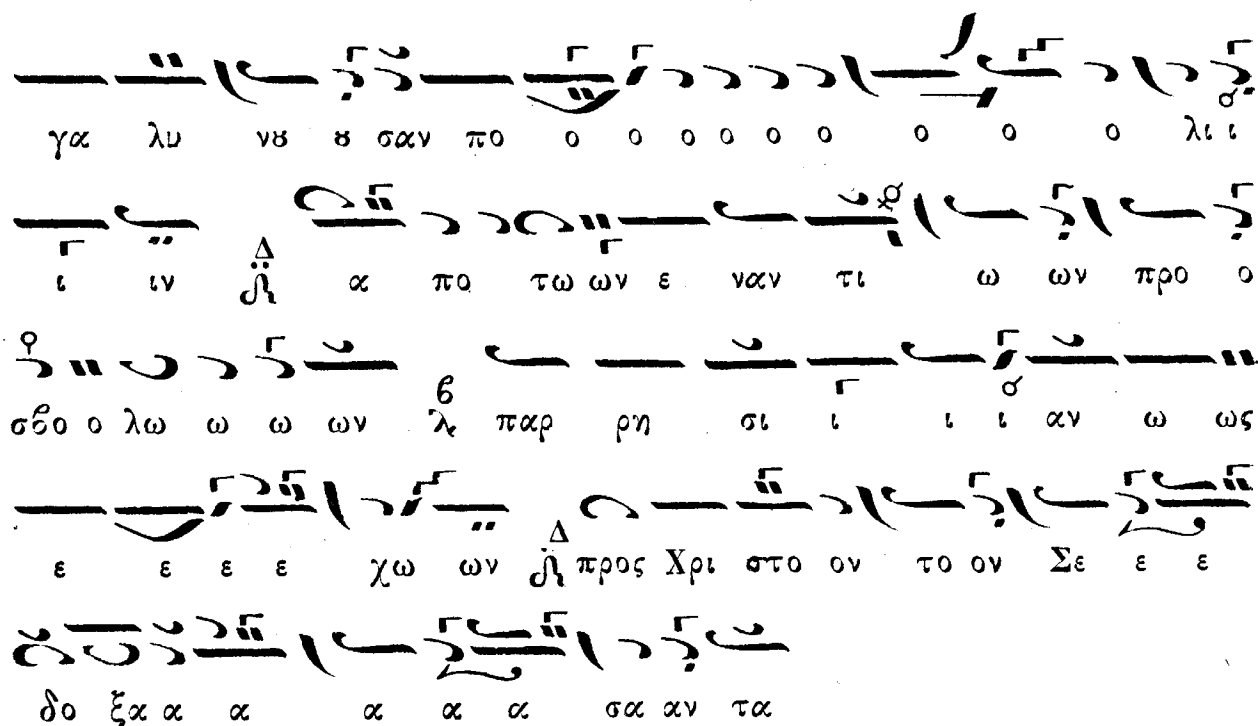 γα λυ νȣ ȣ σαν πο ο ο ο ο ο ο ο ο ο λι ι
ι ιν Δ α πο τω ων ε ναν τι ω ων προ ο
σβο ο λω ω ω ων β παρ ρη σι ι ι ι αν ω ως
ε ε ε ε χω ων Δ προς Χρι στο ον το ον Σε ε ε
δο ξα α α α α α σα αν τα